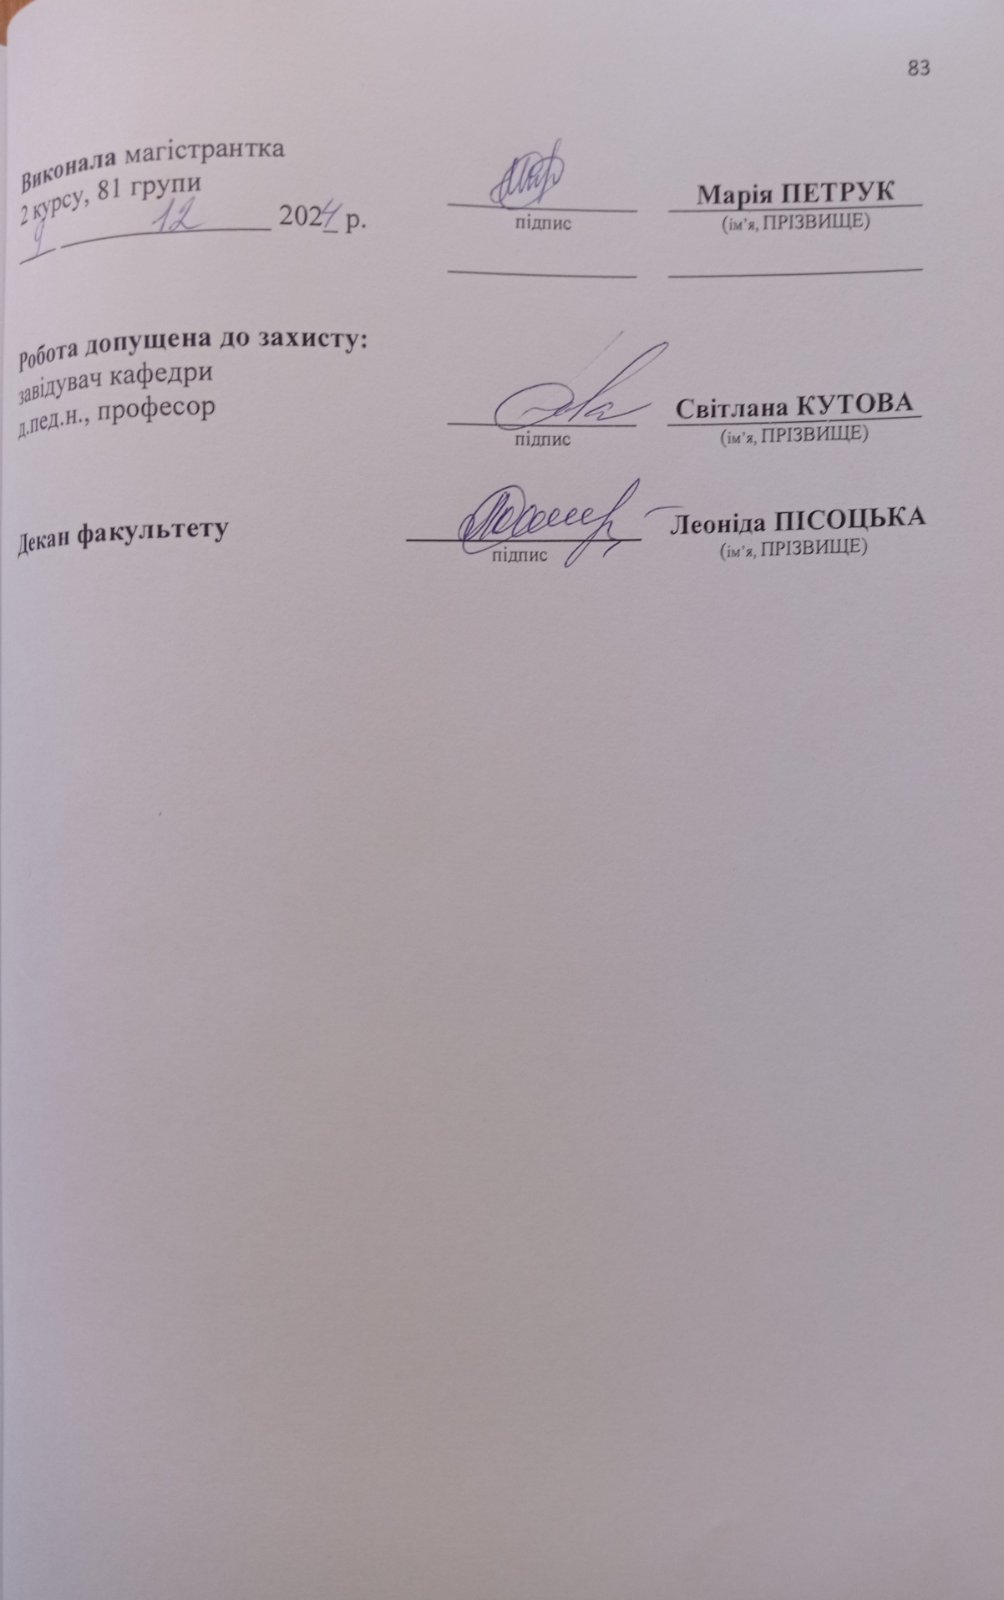 83
Виконала магістрантка
2 курсу, 81 групи
9 12 2024 р.
підпис
Марія ПЕТРУК
(ім’я, ПРІЗВИЩЕ)
Робота допущена до захисту:
завідувач кафедри
д.пед.н., професор
підпис
Світлана КУТОВА
(ім’я, ПРІЗВИЩЕ)
Декан факультету
підпис
Леоніда ПІСОЦЬКА
(ім’я, ПРІЗВИЩЕ)